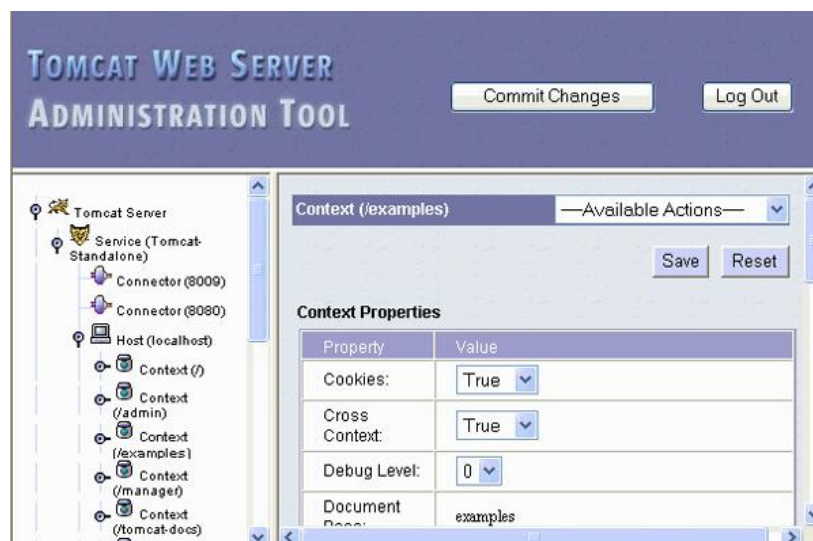 TOMCAT WEB SERVER
ADMINISTRATION TOOL
Commit Changes
Log Out
Tomcat Server
Service (Tomcat-
Standalone)
Connector (8009)
Connector (8080)
Host (localhost)
Context (/)
Context
(/admin)
Context
(/examples)
Context
(/manager)
Context
(/tomcat-docs)
Context (/examples)
—Available Actions—
Save
Reset
Context Properties
Property
Value
Cookies:
True
Cross
Context:
True
Debug Level:
0
Document
examples